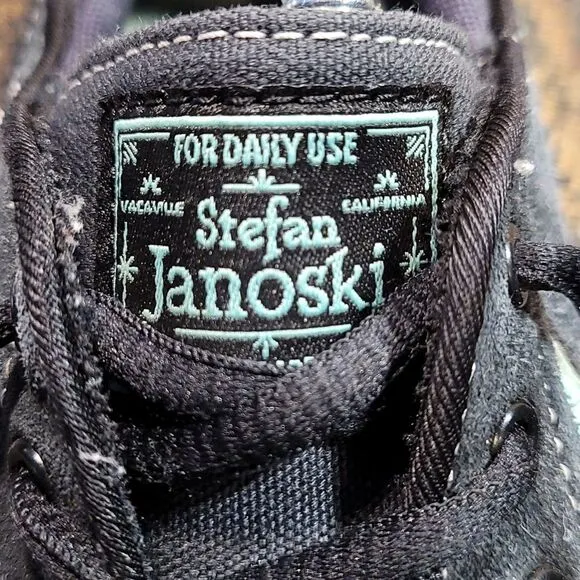 FOR DAILY USE
VACAVILLE CALIFORNIA
Stefan
Janoski